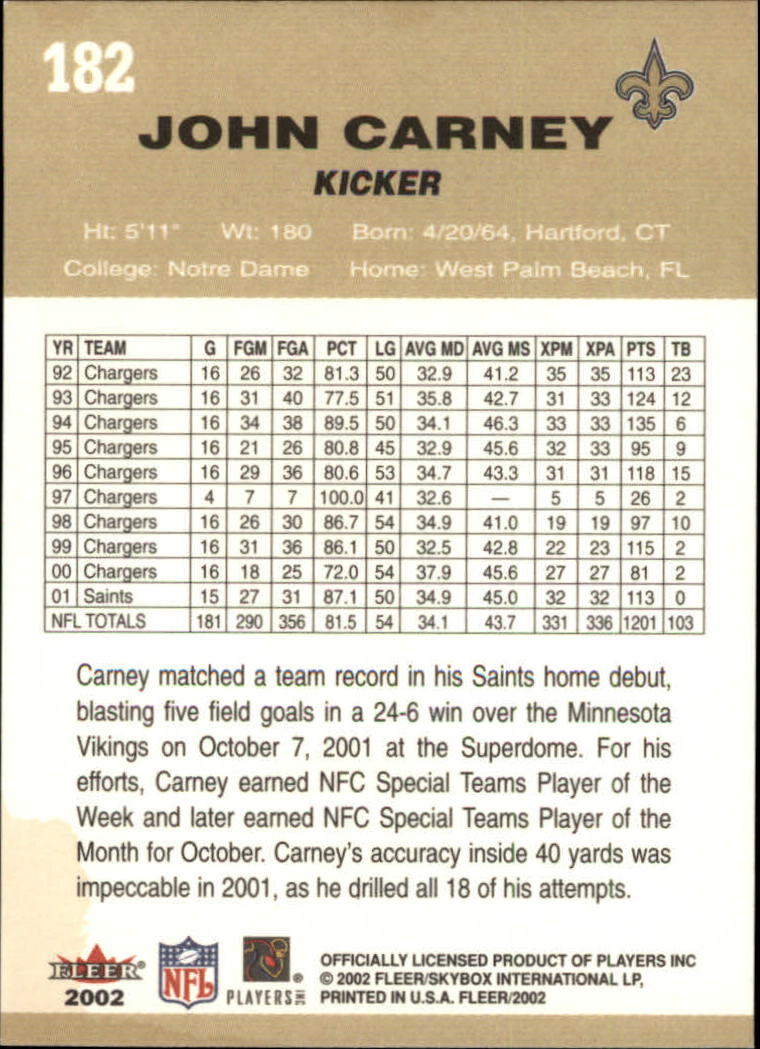 182
JOHN CARNEY
KICKER
Ht: 5'11" Wt: 180 Born: 4/20/64, Hartford, CT
College: Notre Dame Home: West Palm Beach, FL
YR TEAM G FGM FGA PCT LG AVG MD AVG MS XPM XPA PTS TB
92 Chargers 16 26 32 81.3 50 32.9 41.2 35 35 113 23
93 Chargers 16 31 40 77.5 51 35.8 42.7 31 33 124 12
94 Chargers 16 34 38 89.5 50 34.1 46.3 33 33 135 6
95 Chargers 16 21 26 80.8 45 32.9 45.6 32 33 95 9
96 Chargers 16 29 36 80.6 53 34.7 43.3 31 31 118 15
97 Chargers 4 7 7 100.0 41 32.6 — 5 5 26 2
98 Chargers 16 26 30 86.7 54 34.9 41.0 19 19 97 10
99 Chargers 16 31 36 86.1 50 32.5 42.8 22 23 115 2
00 Chargers 16 18 25 72.0 54 37.9 45.6 27 27 81 2
01 Saints 15 27 31 87.1 50 34.9 45.0 32 32 113 0
NFL TOTALS 181 290 356 81.5 54 34.1 43.7 331 336 1201 103
Carney matched a team record in his Saints home debut,
blasting five field goals in a 24-6 win over the Minnesota
Vikings on October 7, 2001 at the Superdome. For his
efforts, Carney earned NFC Special Teams Player of the
Week and later earned NFC Special Teams Player of the
Month for October. Carney's accuracy inside 40 yards was
impeccable in 2001, as he drilled all 18 of his attempts.
FLEER®
2002
NFL
®
PLAYERS INC
OFFICIALLY LICENSED PRODUCT OF PLAYERS INC
© 2002 FLEER/SKYBOX INTERNATIONAL LP,
PRINTED IN U.S.A. FLEER/2002